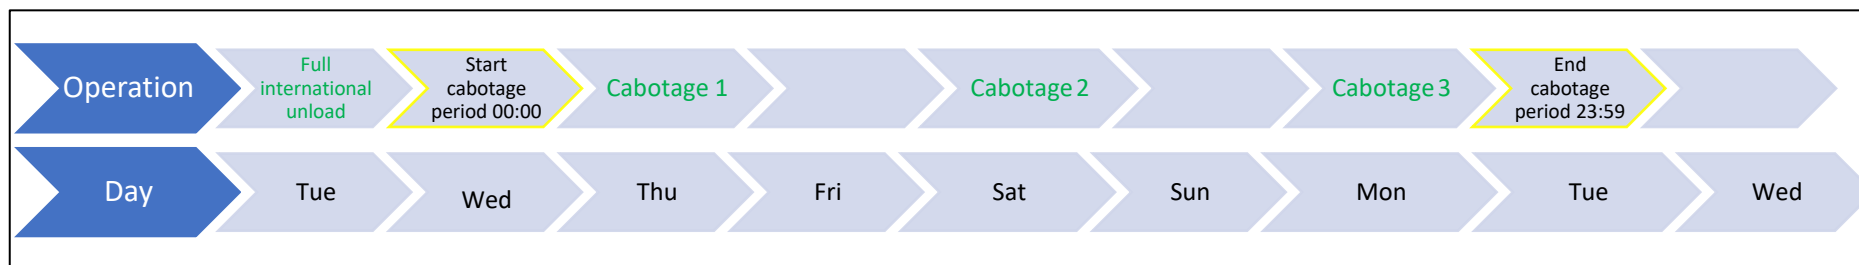 Operation
Full
international
unload
Start
cabotage
period 00:00
Cabotage 1
Cabotage 2
Cabotage 3
End
cabotage
period 23:59
Day
Tue
Wed
Thu
Fri
Sat
Sun
Mon
Tue
Wed